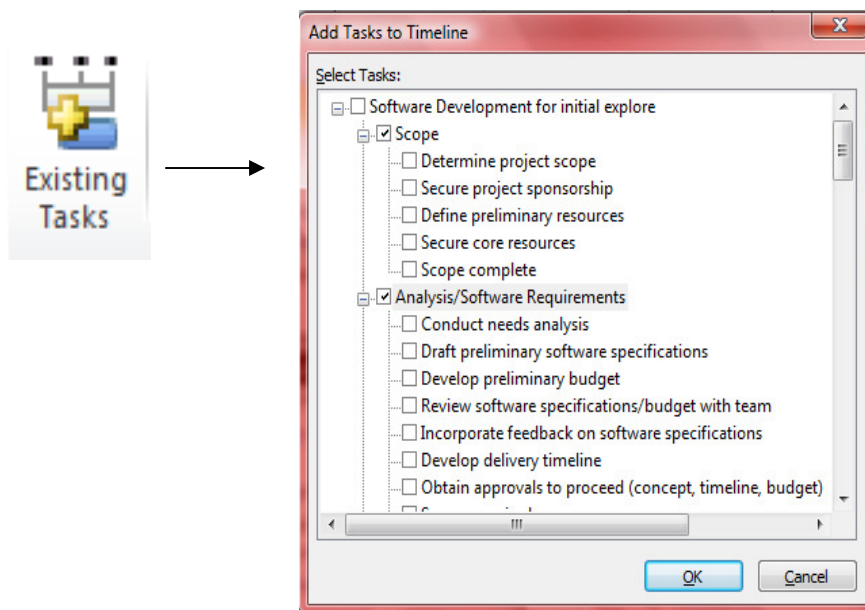 Existing
Tasks
Add Tasks to Timeline
Select Tasks:
Software Development for initial explore
Scope
Determine project scope
Secure project sponsorship
Define preliminary resources
Secure core resources
Scope complete
Analysis/Software Requirements
Conduct needs analysis
Draft preliminary software specifications
Develop preliminary budget
Review software specifications/budget with team
Incorporate feedback on software specifications
Develop delivery timeline
Obtain approvals to proceed (concept, timeline, budget)
OK
Cancel